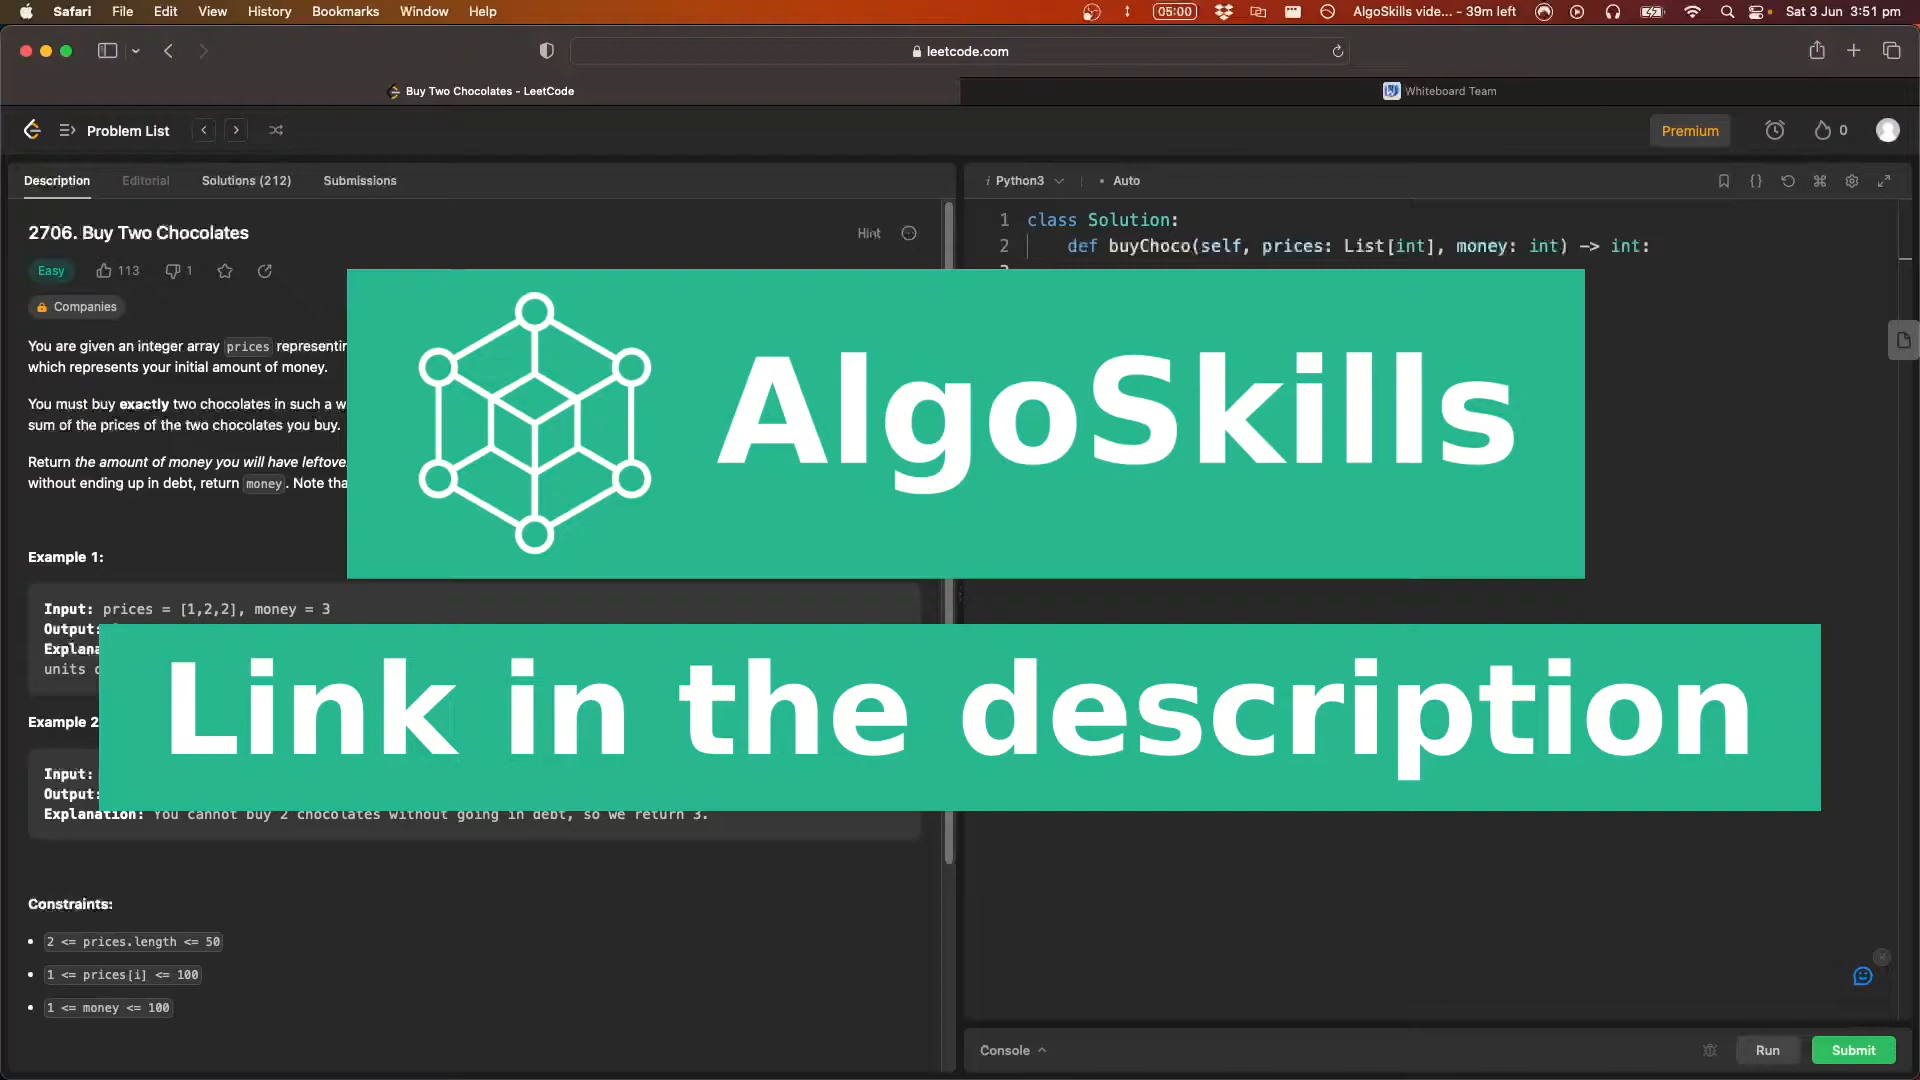 Safari File Edit View History Bookmarks Window Help 05:00 AlgoSkills vide... - 39m left Sat 3 Jun 3:51 pm
leetcode.com
Buy Two Chocolates - LeetCode Whiteboard Team
Problem List Premium 0
Description Editorial Solutions (212) Submissions
2706. Buy Two Chocolates Hint
Easy 113 1
Companies
You are given an integer array prices
which represents your initial amount of money.
You must buy exactly two chocolates in such a
sum of the prices of the two chocolates you buy.
Return the amount of money you will have
without ending up in debt, return money. Note
Example 1:
Input: prices = [1,2,2], money = 3
Output:
units
Example 2
Input:
Output:
Explanation: You cannot buy 2 chocolates without going in debt, so we return 3.
Constraints:
2 <= prices.length <= 50
1 <= prices[i] <= 100
1 <= money <= 100
i Python3 • Auto
1 class Solution:
2 def buyChoco(self, prices: List[int], money: int) -> int:
AlgoSkills
Link in the description
Console Run Submit